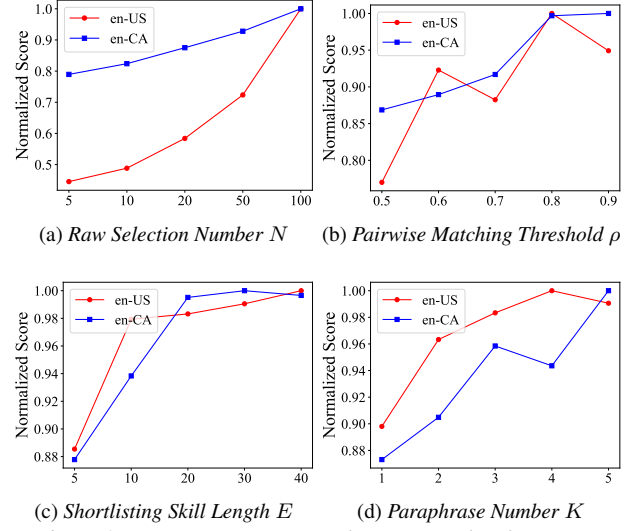 Normalized Score
1.0
0.9
0.8
0.7
0.6
0.5
en-US
en-CA
5 10 20 50 100
(a) Raw Selection Number N
Normalized Score
1.00
0.95
0.90
0.85
0.80
en-US
en-CA
0.5 0.6 0.7 0.8 0.9
(b) Pairwise Matching Threshold ρ
Normalized Score
1.00
0.98
0.96
0.94
0.92
0.90
0.88
en-US
en-CA
5 10 20 30 40
(c) Shortlisting Skill Length E
Normalized Score
1.00
0.98
0.96
0.94
0.92
0.90
0.88
en-US
en-CA
1 2 3 4 5
(d) Paraphrase Number K